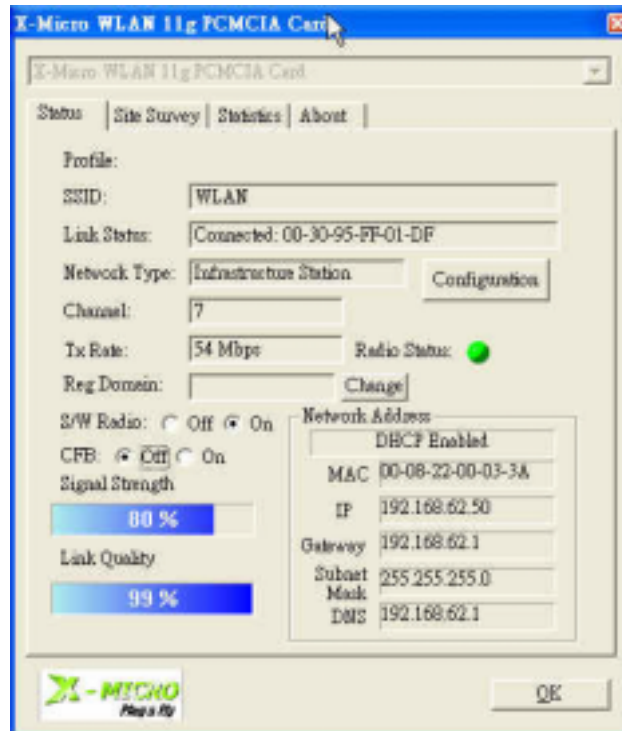 X-Micro WLAN 11g PCMCIA Card
X-Micro WLAN 11g PCMCIA Card
Status Site Survey Statistics About
Profile:
SSID: WLAN
Link Status: Connected: 00-30-95-FF-01-DF
Network Type: Infrastructure Station Configuration
Channel: 7
Tx Rate: 54 Mbps Radio Status:
Reg Domain: Change
S/W Radio: Off On
CFB: Off On
Signal Strength
80 %
Link Quality
99 %
Network Address
DHCP Enabled
MAC 00-08-22-00-03-3A
IP 192.168.62.50
Gateway 192.168.62.1
Subnet Mask 255.255.255.0
DNS 192.168.62.1
X-MICRO
Plug n Fly
OK